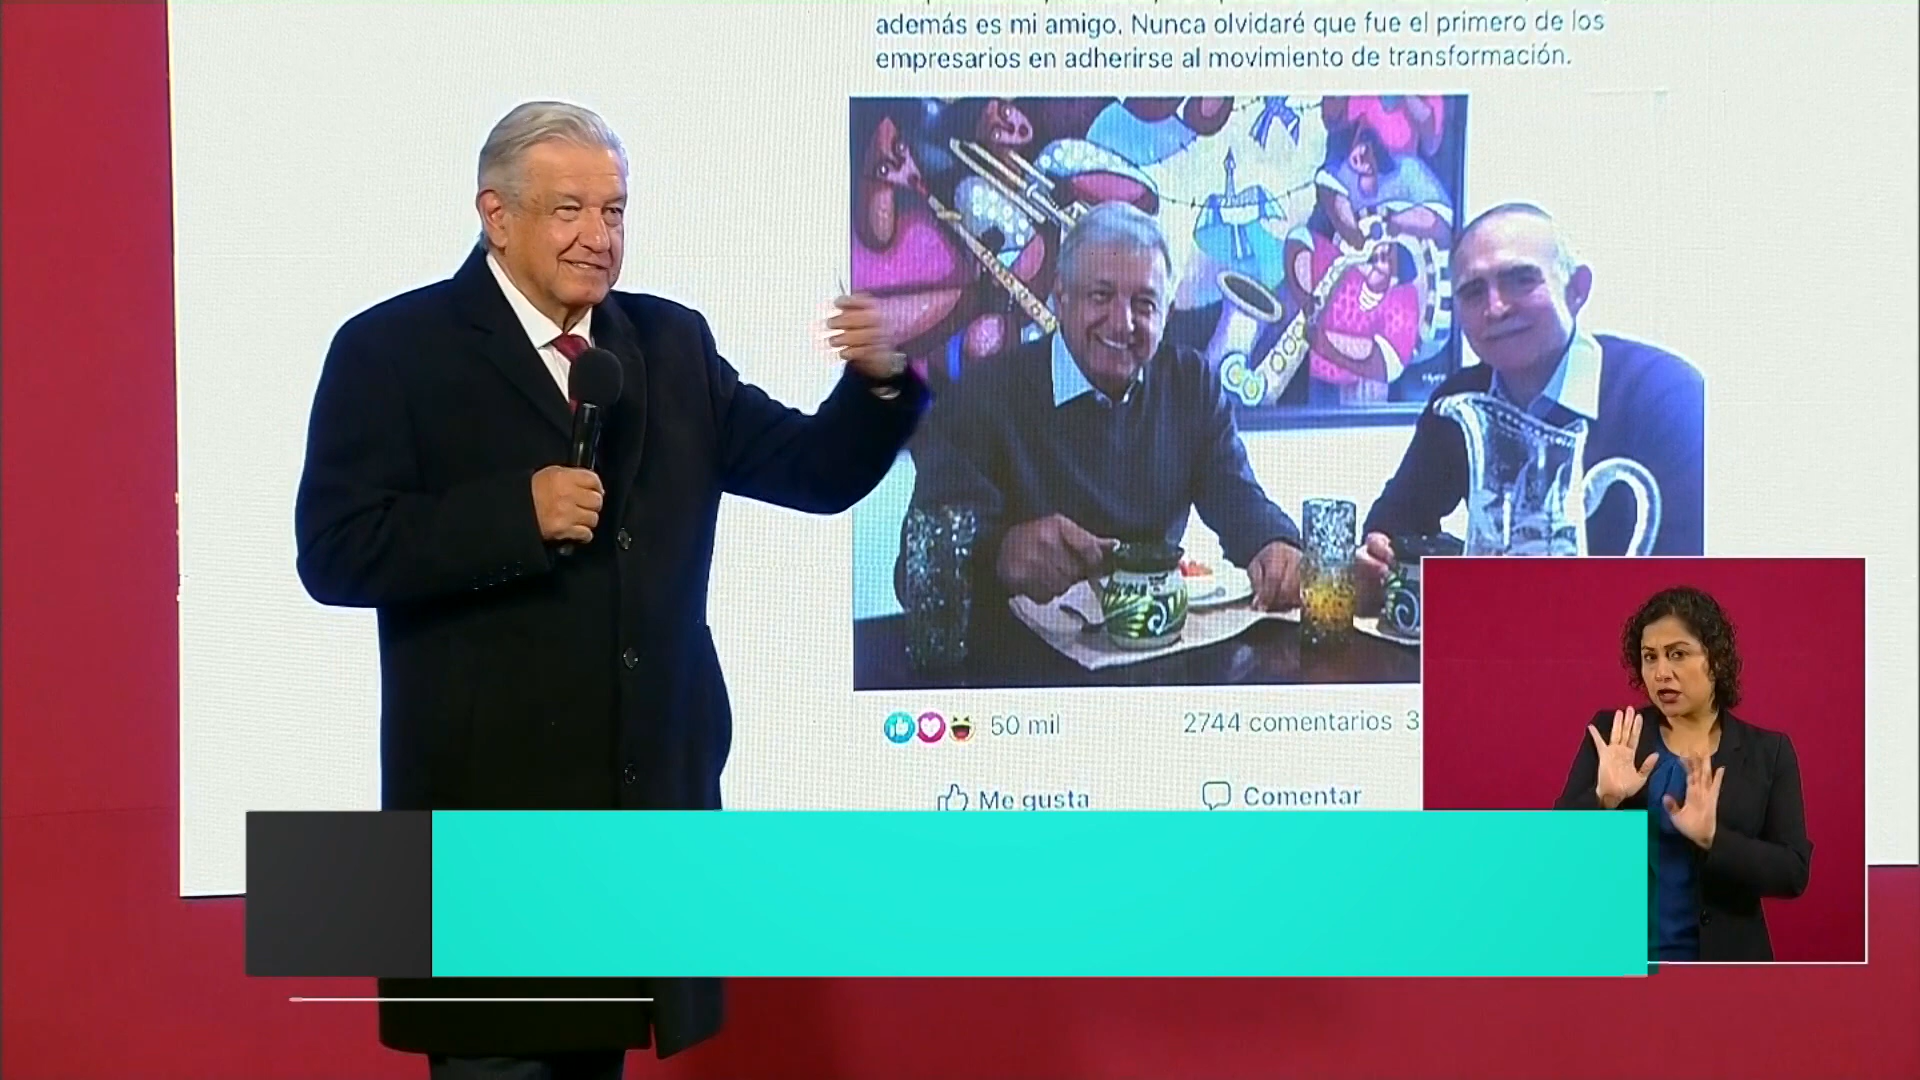 además es mi amigo. Nunca olvidaré que fue el primero de los
empresarios en adherirse al movimiento de transformación.
50 mil
2744 comentarios 3
Me gusta
Comentar